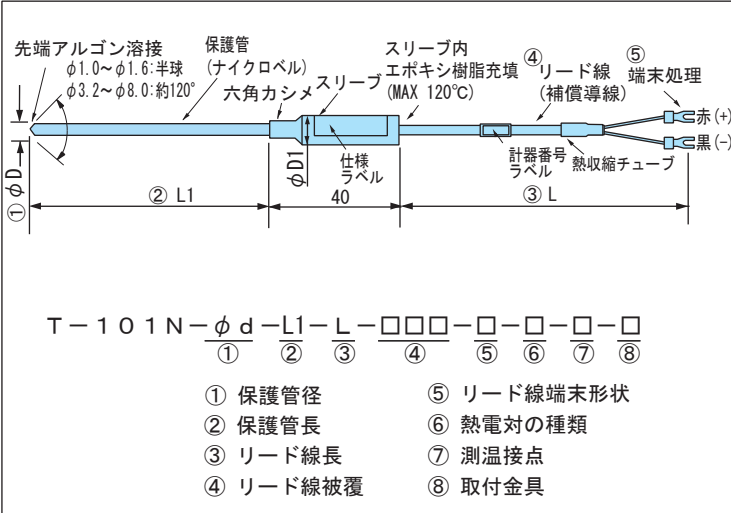 先端アルゴン溶接
φ1.0～φ1.6:半球
φ3.2～φ8.0:約120°
保護管
(ナイクロベル)
六角カシメ
スリーブ
スリーブ内
エポキシ樹脂充填
(MAX 120℃)
④
リード線
(補償導線)
⑤
端末処理
赤(+)
黒(−)
仕様
ラベル
計器番号
ラベル
熱収縮チューブ
① φD
φD1
② L1
40
③ L
T－101N－φd－L1－L－□□□－□－□－□－□
① ② ③ ④ ⑤ ⑥ ⑦ ⑧
① 保護管径
② 保護管長
③ リード線長
④ リード線被覆
⑤ リード線端末形状
⑥ 熱電対の種類
⑦ 測温接点
⑧ 取付金具